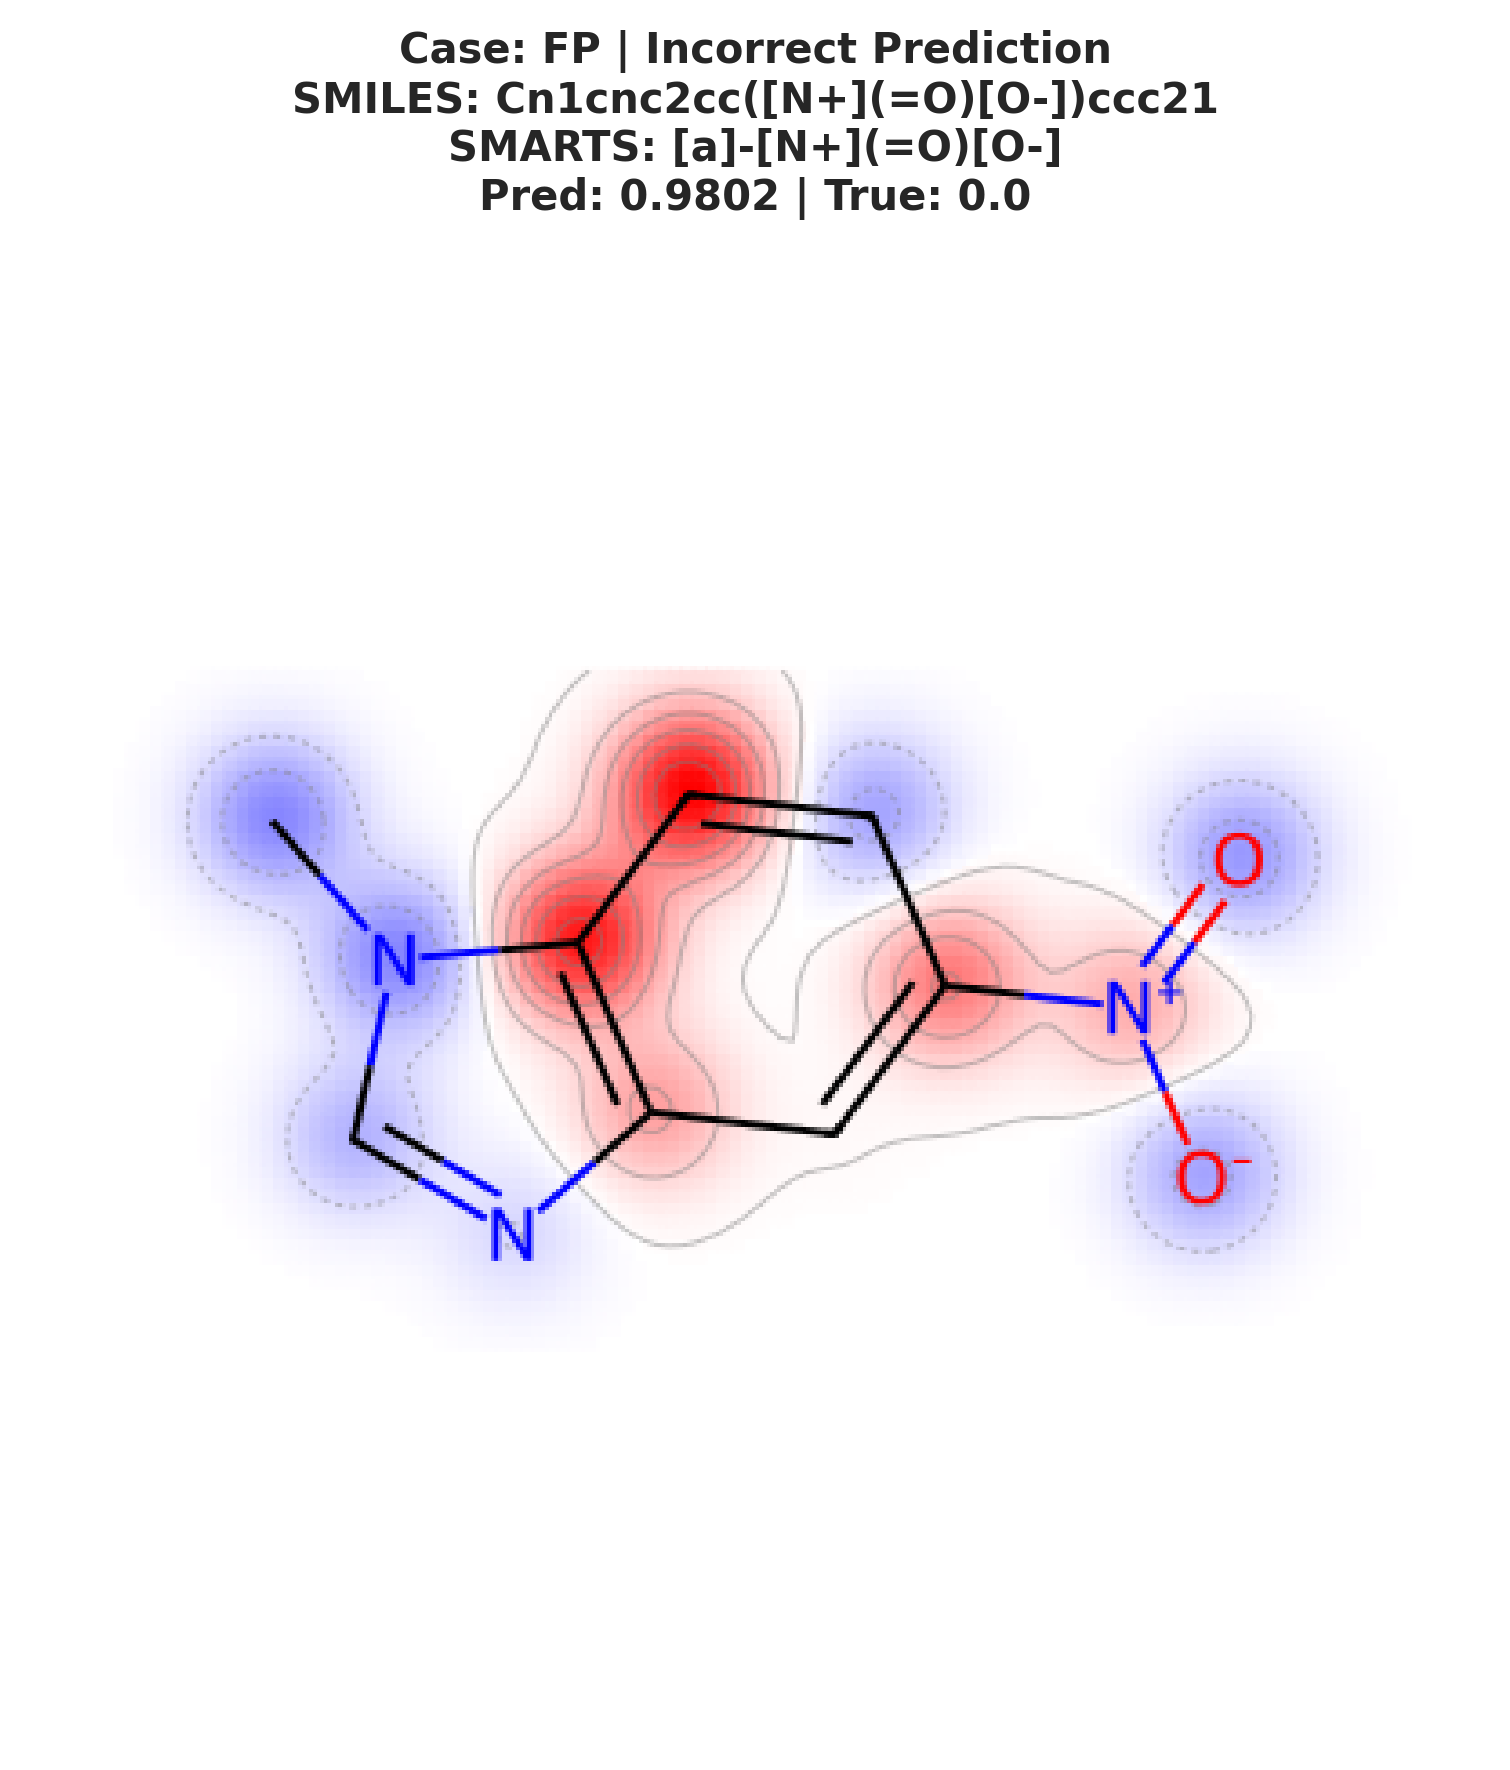 Case: FP | Incorrect Prediction
SMILES: Cn1cnc2cc([N+](=O)[O-])ccc21
SMARTS: [a]-[N+](=O)[O-]
Pred: 0.9802 | True: 0.0
O
N
N+
O−
N